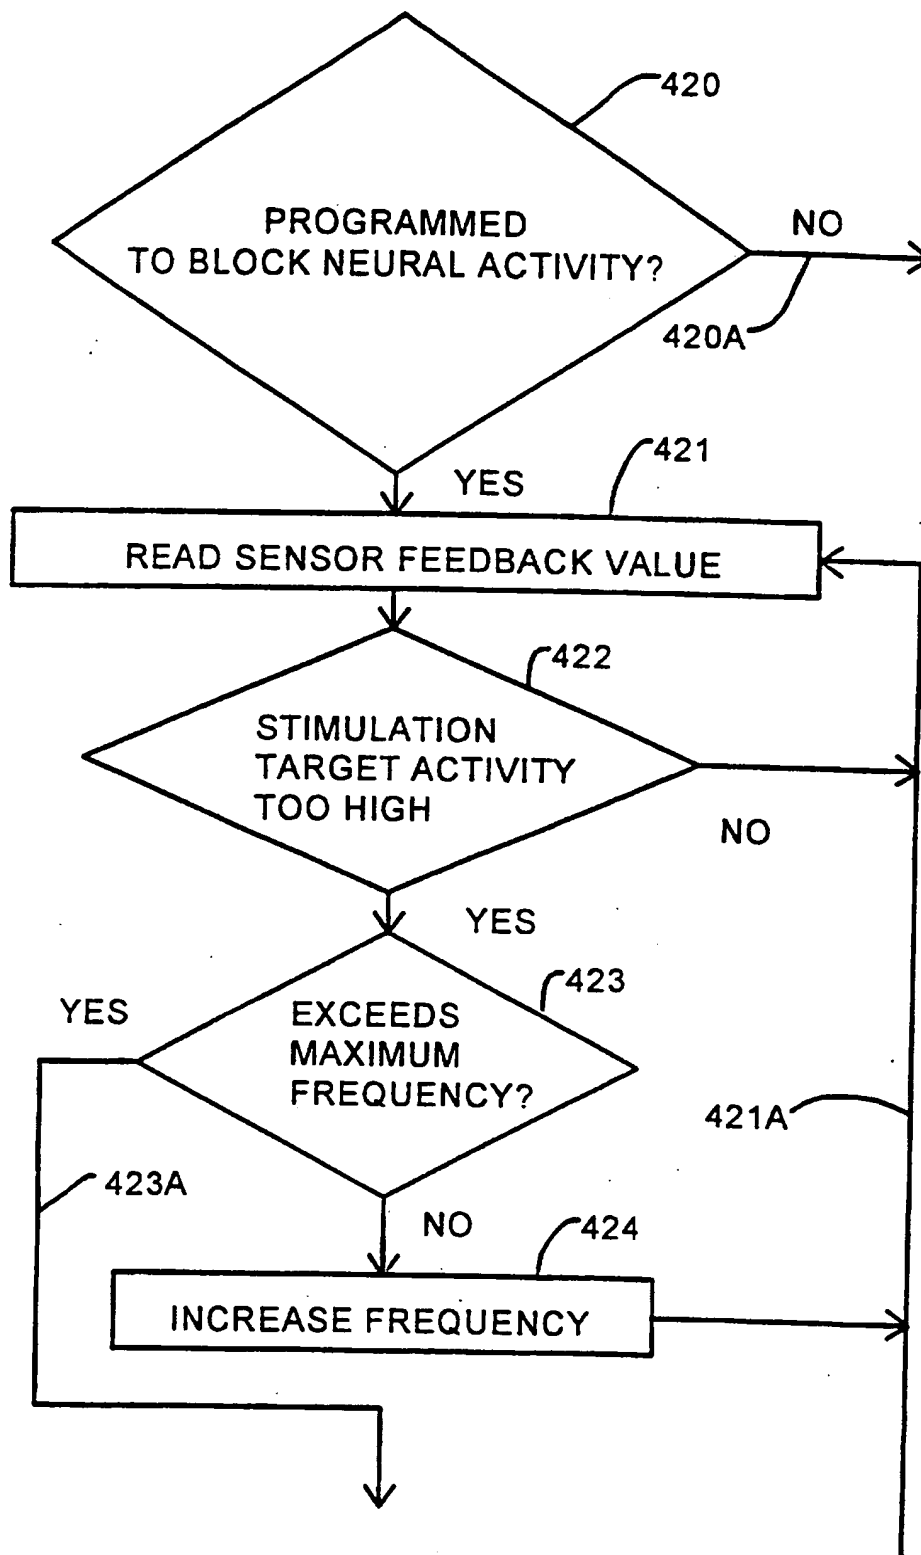 420
PROGRAMMED
TO BLOCK NEURAL ACTIVITY?
NO
420A
421
YES
READ SENSOR FEEDBACK VALUE
422
STIMULATION
TARGET ACTIVITY
TOO HIGH
NO
YES
423
YES
EXCEEDS
MAXIMUM
FREQUENCY?
421A
423A
NO
424
INCREASE FREQUENCY